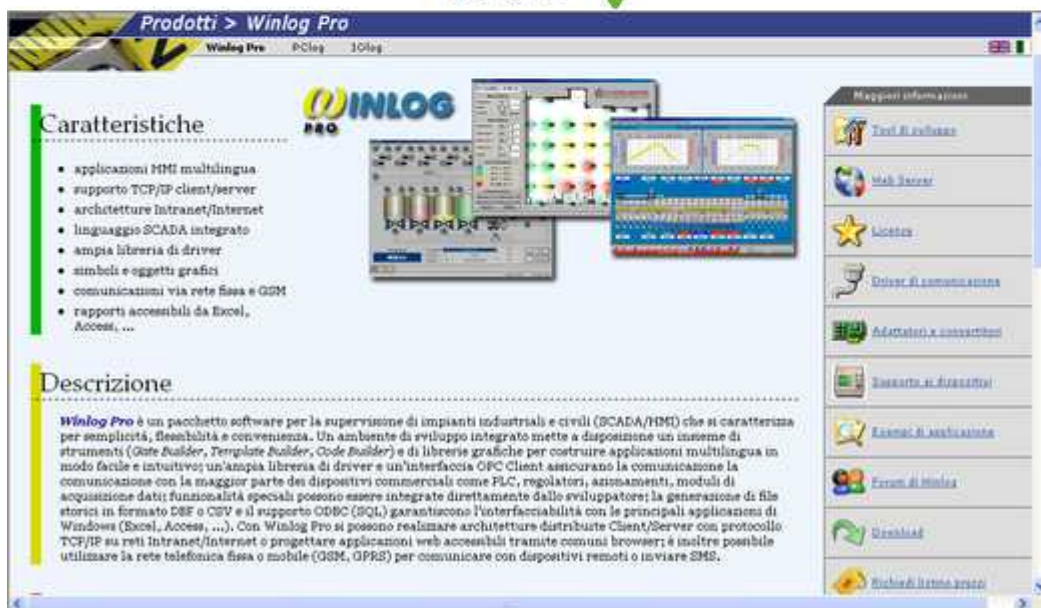 Prodotti > Winlog Pro
Winlog Pro PClog IOlog
WINLOG
PRO
Caratteristiche
applicazioni HMI multilingua
supporto TCP/IP client/server
architetture Intranet/Internet
linguaggio SCADA integrato
ampia libreria di driver
simboli e oggetti grafici
comunicazioni via rete fissa e GSM
rapporti accessibili da Excel,
Access, ...
Descrizione
Winlog Pro è un pacchetto software per la supervisione di impianti industriali e civili (SCADA/HMI) che si caratterizza
per semplicità, flessibilità e convenienza. Un ambiente di sviluppo integrato mette a disposizione un insieme di
strumenti (Gate Builder, Template Builder, Code Builder) e di librerie grafiche per costruire applicazioni multilingua in
modo facile e intuitivo; un'ampia libreria di driver e un'interfaccia OPC Client assicurano la comunicazione la
comunicazione con la maggior parte dei dispositivi commerciali come PLC, regolatori, azionamenti, moduli di
acquisizione dati; funzionalità speciali possono essere integrate direttamente dallo sviluppatore; la generazione di file
storici in formato DBF o CSV e il supporto ODBC (SQL) garantiscono l'interfacciabilità con le principali applicazioni di
Windows (Excel, Access, ...). Con Winlog Pro si possono realizzare architetture distribuite Client/Server con protocollo
TCP/IP su reti Intranet/Internet o progettare applicazioni web accessibili tramite comuni browser; è inoltre possibile
utilizzare la rete telefonica fissa o mobile (GSM, GPRS) per comunicare con dispositivi remoti o inviare SMS.
Maggiori informazioni
Tool di sviluppo
Web Server
Licenze
Driver di comunicazione
Adattatori e convertitori
Supporto ai dispositivi
Esempi di applicazione
Forum di Winlog
Download
Richiedi listino prezzi